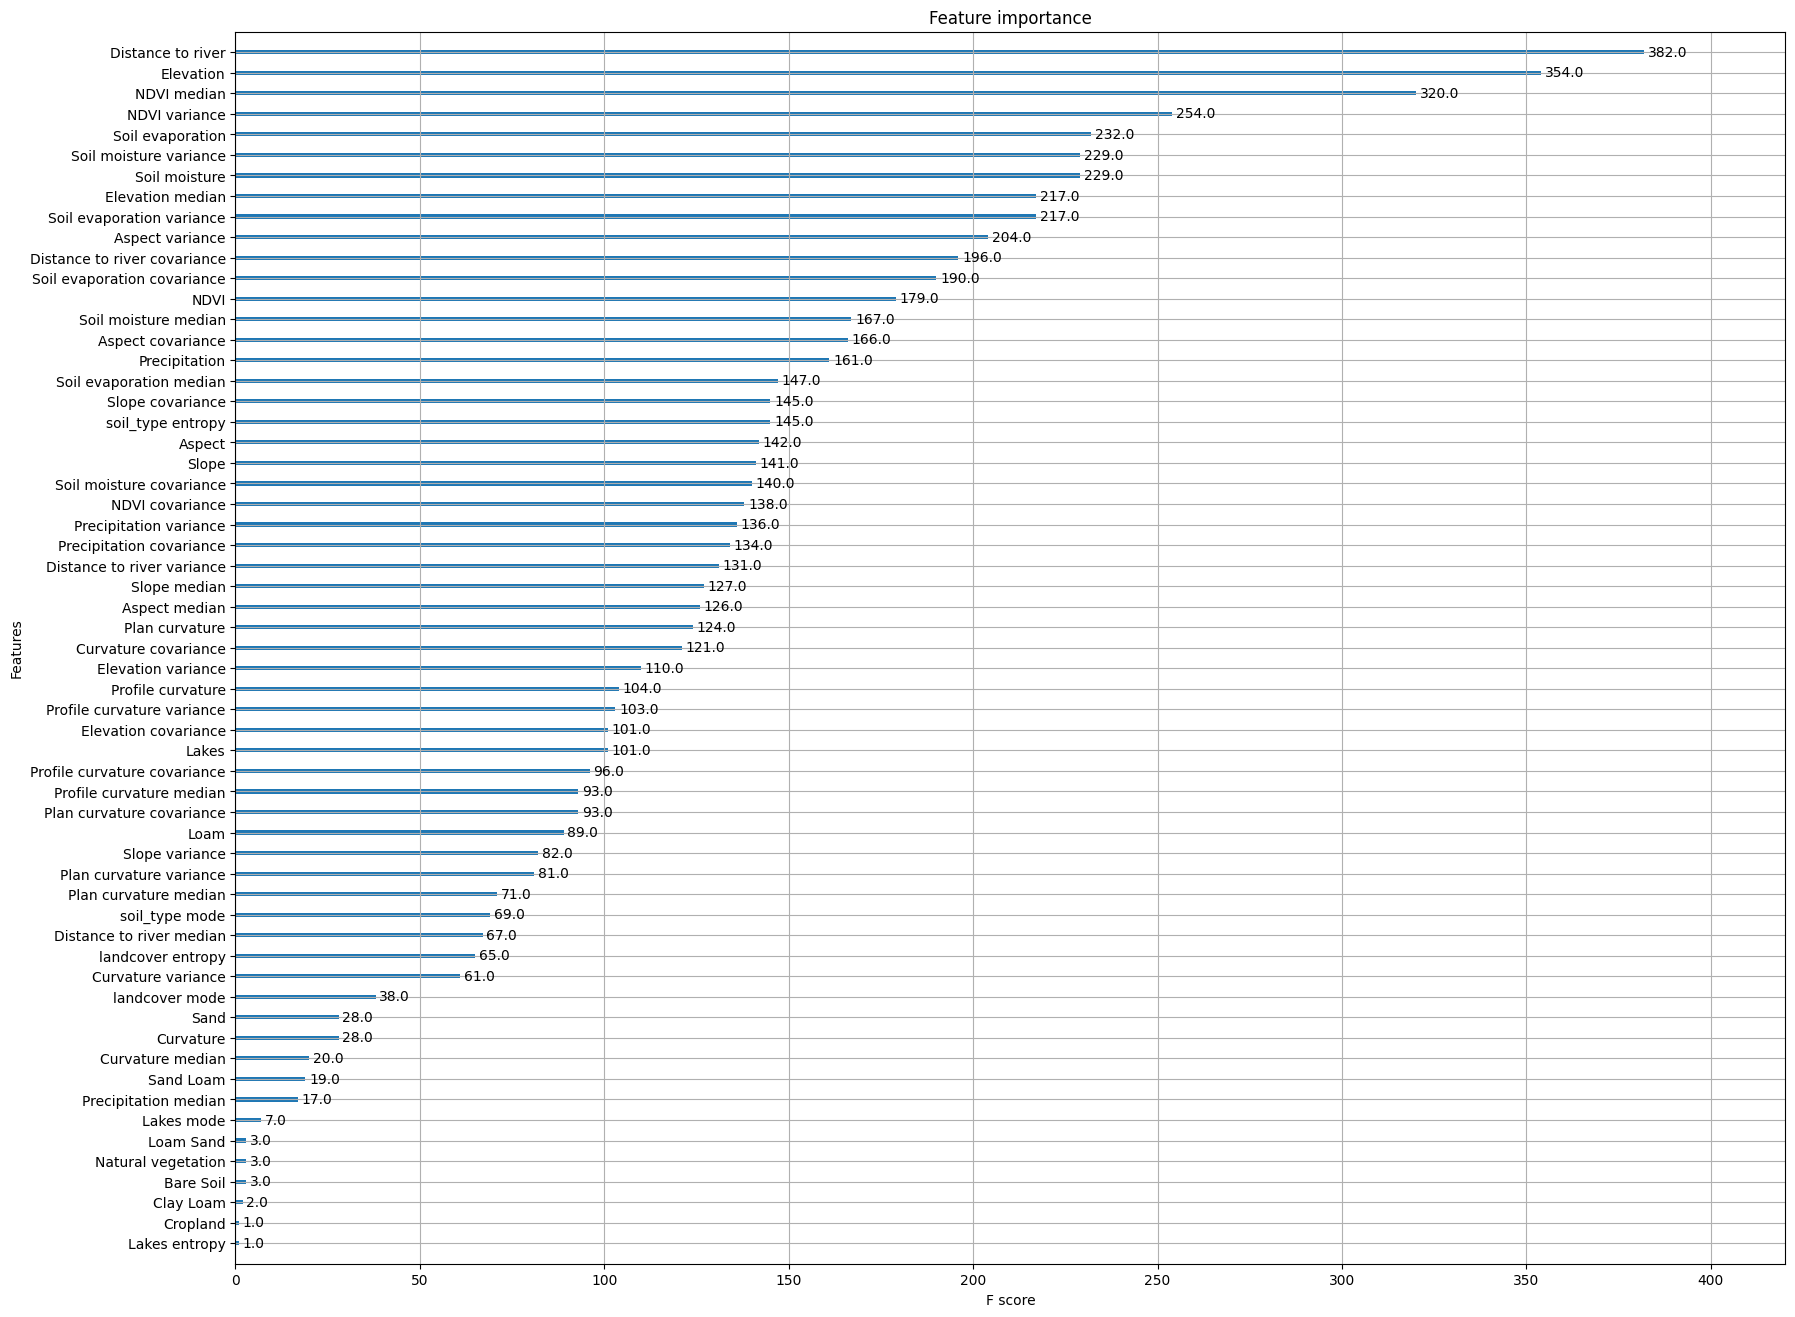 Feature importance
Distance to river 382.0
Elevation 354.0
NDVI median 320.0
NDVI variance 254.0
Soil evaporation 232.0
Soil moisture variance 229.0
Soil moisture 229.0
Elevation median 217.0
Soil evaporation variance 217.0
Aspect variance 204.0
Distance to river covariance 196.0
Soil evaporation covariance 190.0
NDVI 179.0
Soil moisture median 167.0
Aspect covariance 166.0
Precipitation 161.0
Soil evaporation median 147.0
Slope covariance 145.0
soil_type entropy 145.0
Aspect 142.0
Slope 141.0
Soil moisture covariance 140.0
NDVI covariance 138.0
Precipitation variance 136.0
Precipitation covariance 134.0
Distance to river variance 131.0
Slope median 127.0
Aspect median 126.0
Plan curvature 124.0
Curvature covariance 121.0
Elevation variance 110.0
Profile curvature 104.0
Profile curvature variance 103.0
Elevation covariance 101.0
Lakes 101.0
Profile curvature covariance 96.0
Profile curvature median 93.0
Plan curvature covariance 93.0
Loam 89.0
Slope variance 82.0
Plan curvature variance 81.0
Plan curvature median 71.0
soil_type mode 69.0
Distance to river median 67.0
landcover entropy 65.0
Curvature variance 61.0
landcover mode 38.0
Sand 28.0
Curvature 28.0
Curvature median 20.0
Sand Loam 19.0
Precipitation median 17.0
Lakes mode 7.0
Loam Sand 3.0
Natural vegetation 3.0
Bare Soil 3.0
Clay Loam 2.0
Cropland 1.0
Lakes entropy 1.0
Features
0 50 100 150 200 250 300 350 400
F score